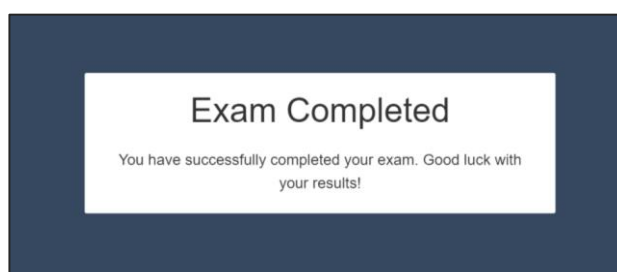 Exam Completed
You have successfully completed your exam. Good luck with
your results!